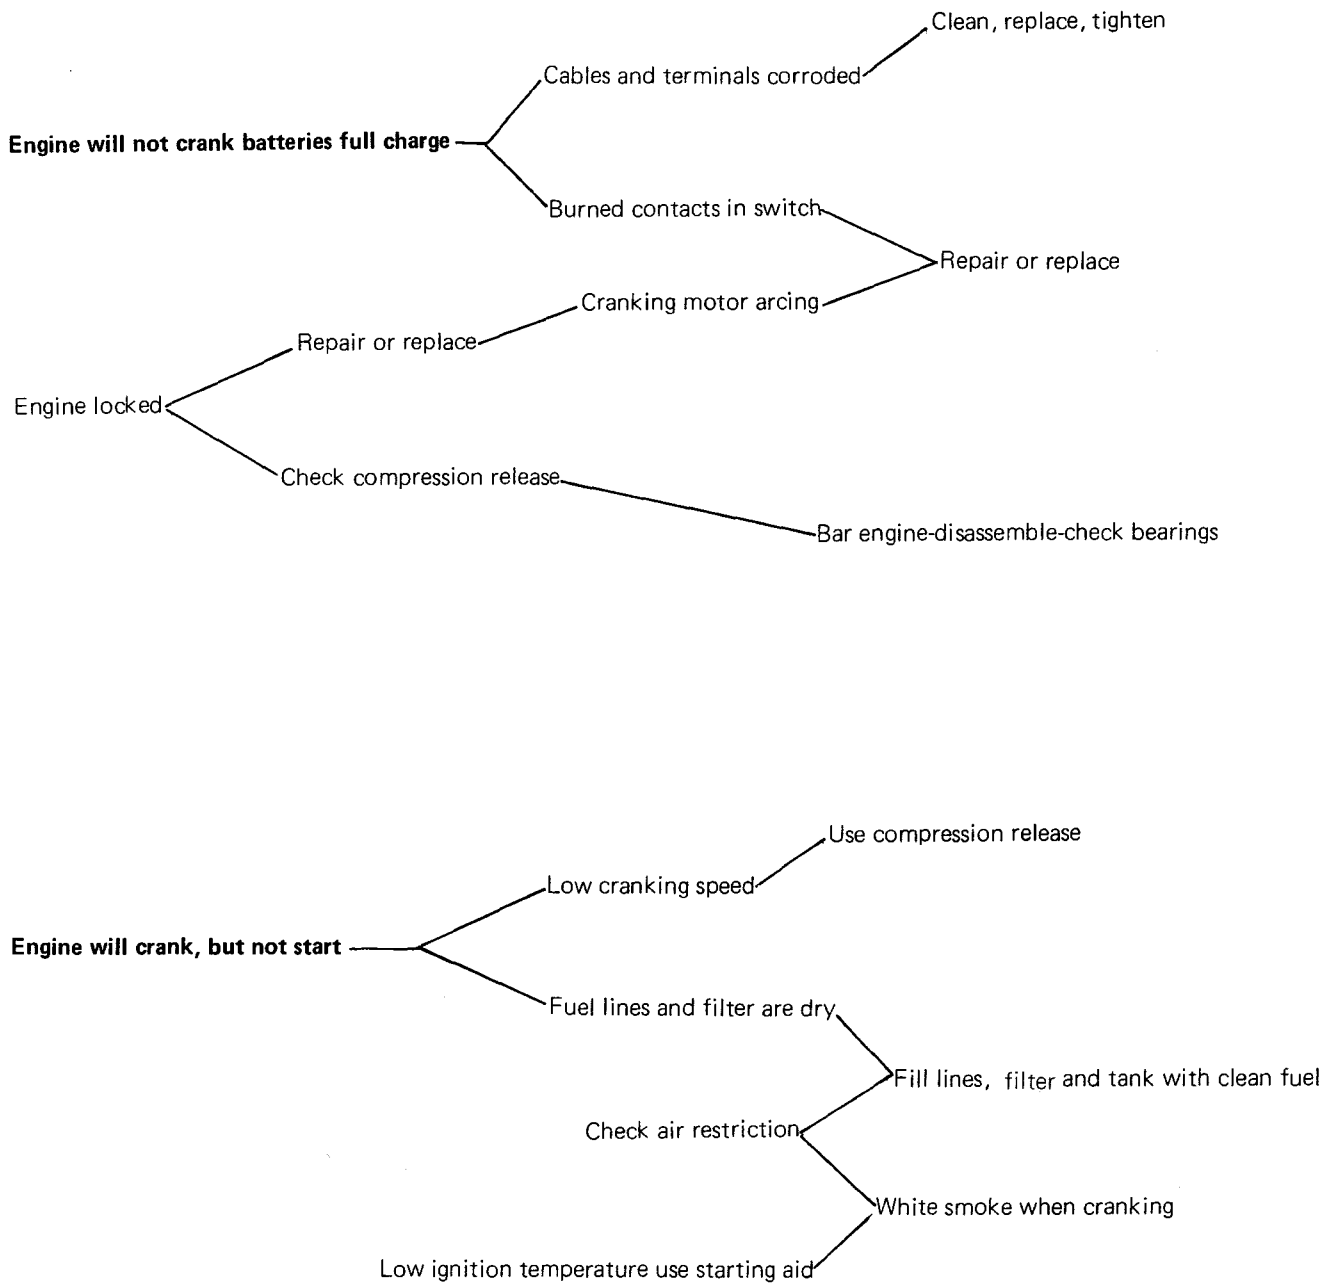 Clean, replace, tighten
Cables and terminals corroded
Engine will not crank batteries full charge
Burned contacts in switch
Repair or replace
Cranking motor arcing
Repair or replace
Engine locked
Check compression release
Bar engine-disassemble-check bearings
Use compression release
Low cranking speed
Engine will crank, but not start
Fuel lines and filter are dry
Fill lines, filter and tank with clean fuel
Check air restriction
White smoke when cranking
Low ignition temperature use starting aid